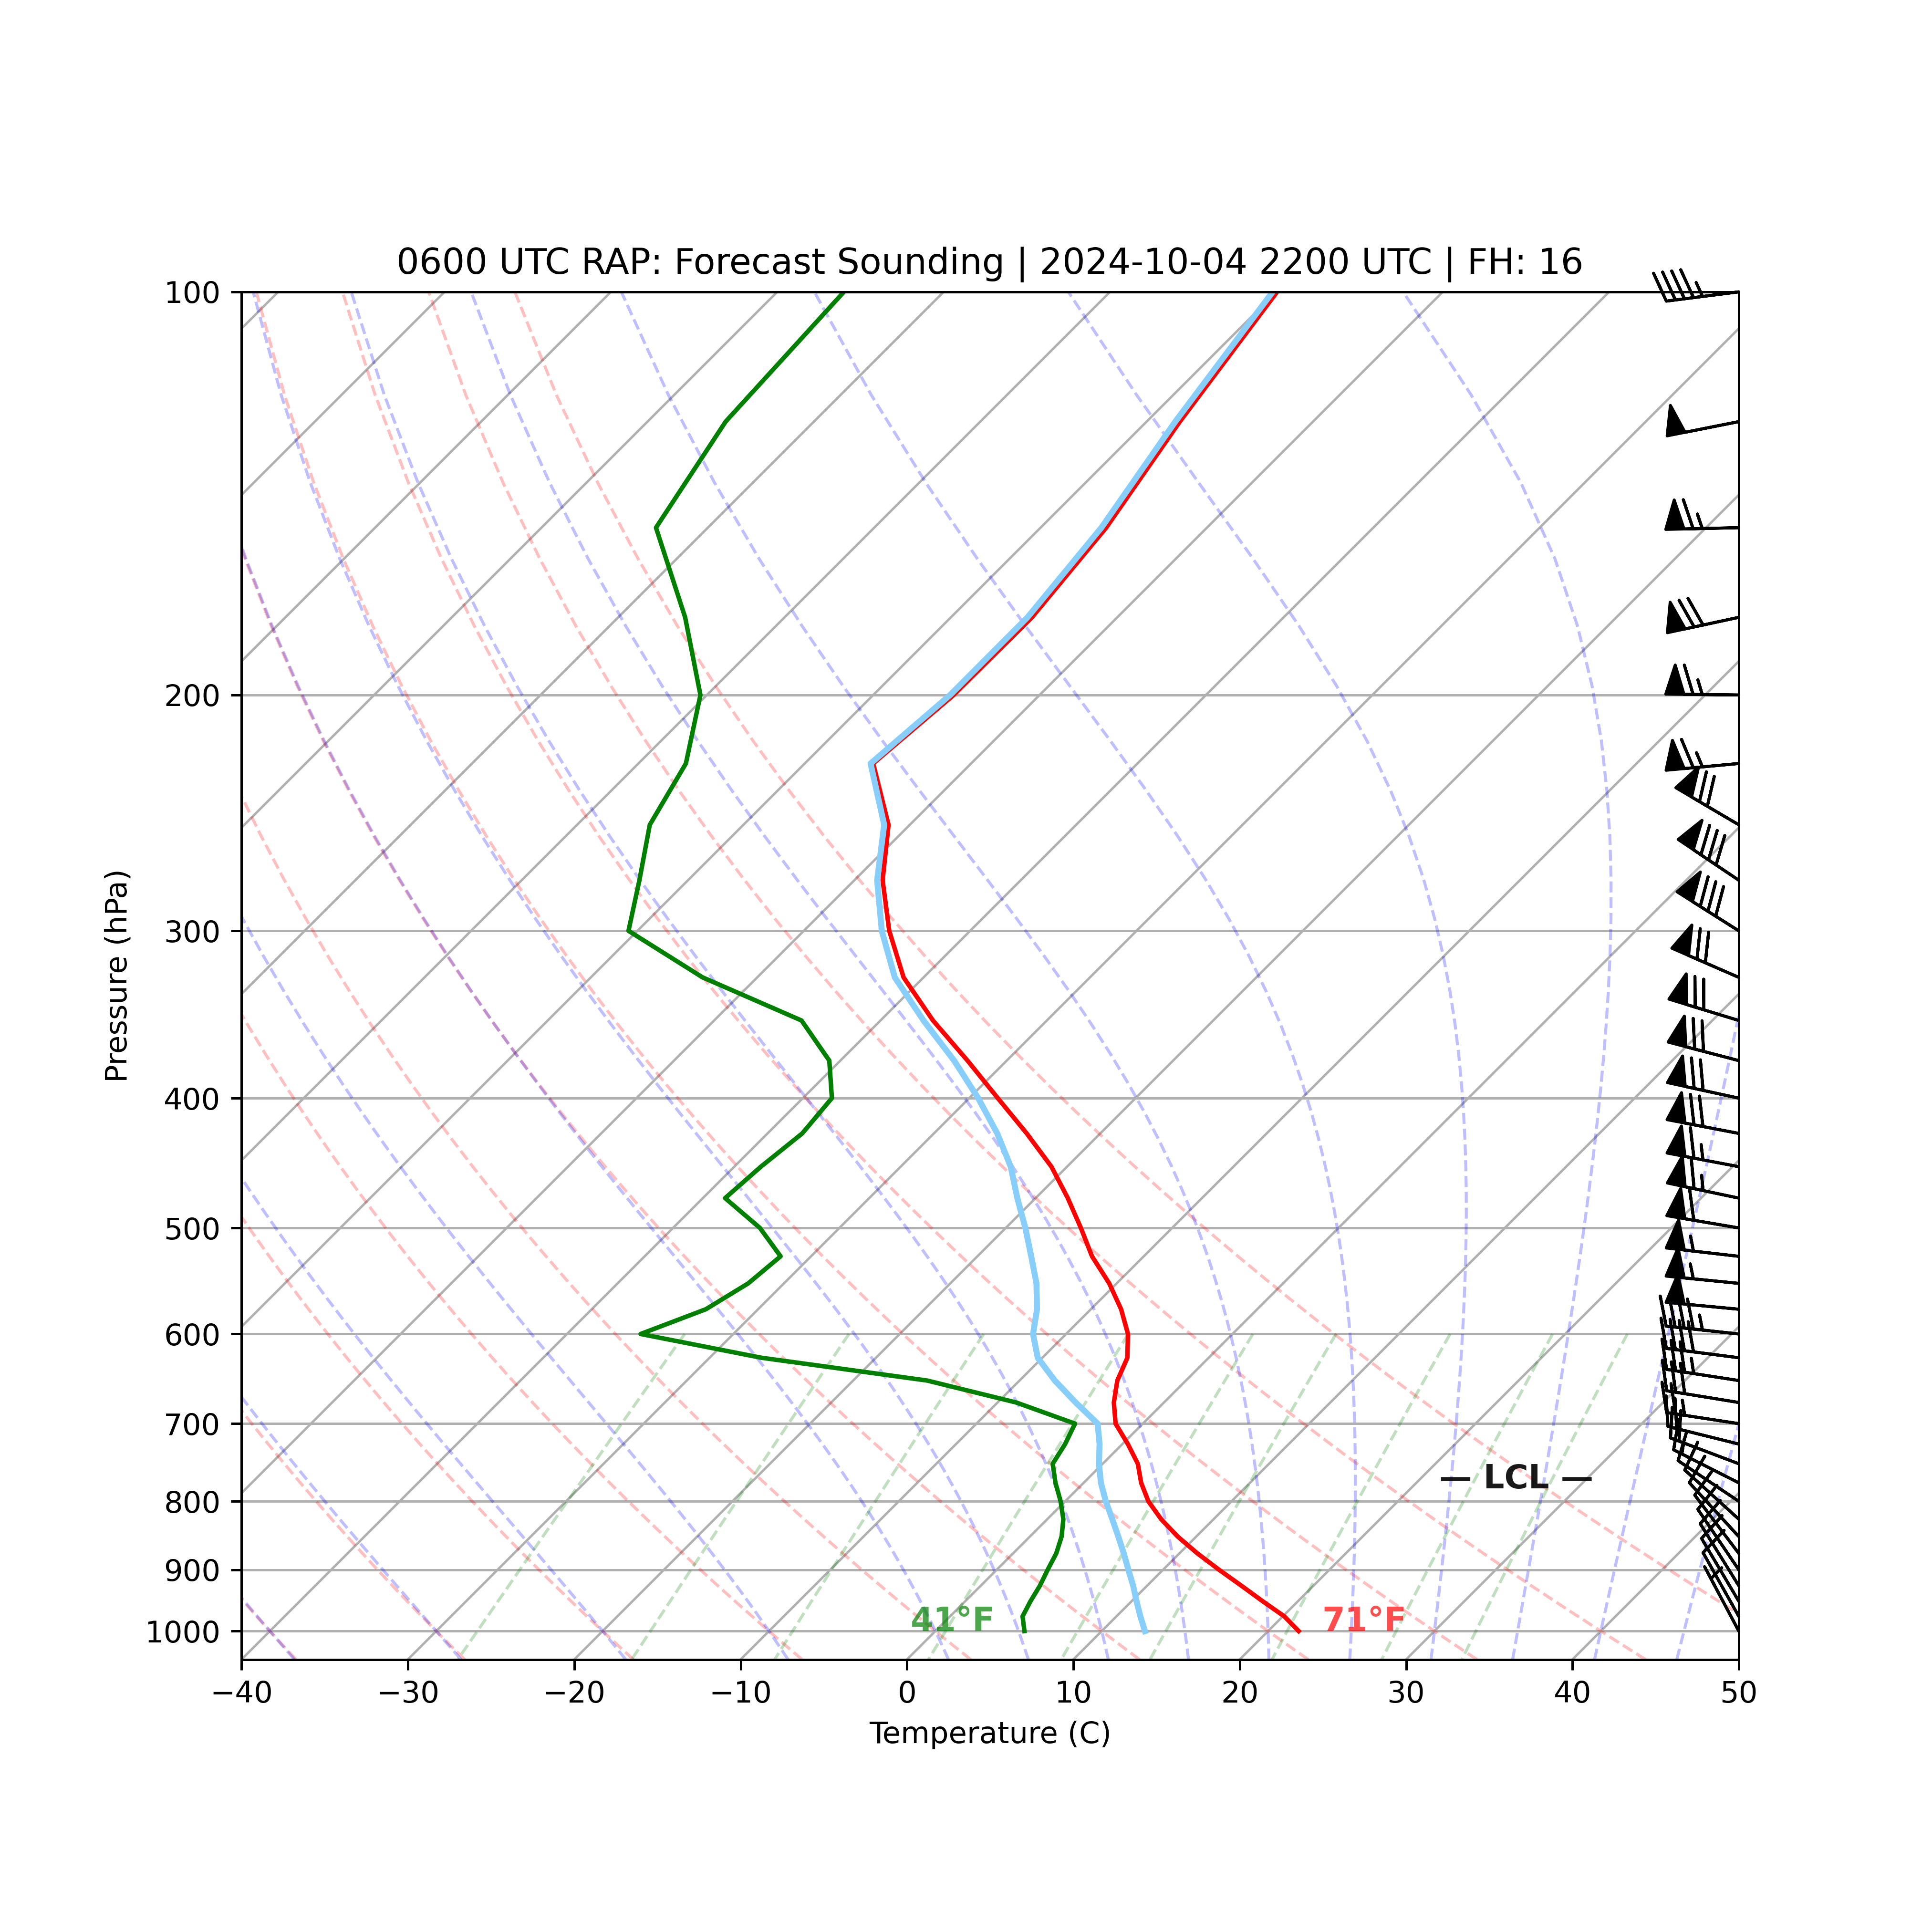 0600 UTC RAP: Forecast Sounding | 2024-10-04 2200 UTC | FH: 16
100
200
300
400
500
600
700
800
900
1000
Pressure (hPa)
— LCL —
41°F
71°F
−40 −30 −20 −10 0 10 20 30 40 50
Temperature (C)